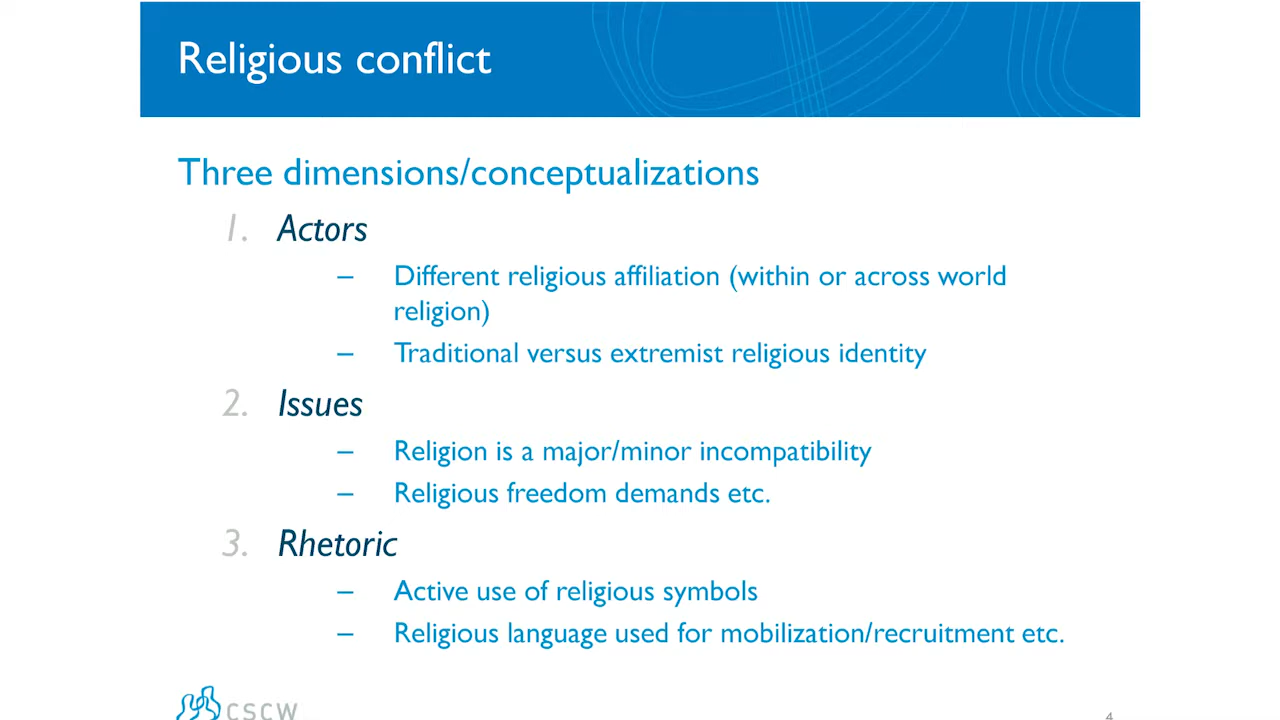 Religious conflict
Three dimensions/conceptualizations
1. Actors
– Different religious affiliation (within or across world
religion)
– Traditional versus extremist religious identity
2. Issues
– Religion is a major/minor incompatibility
– Religious freedom demands etc.
3. Rhetoric
– Active use of religious symbols
– Religious language used for mobilization/recruitment etc.
CSCW
4